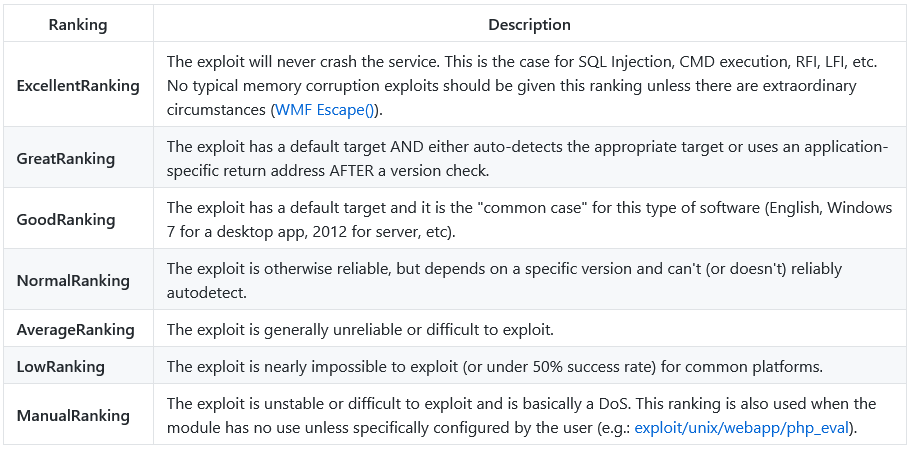 Ranking Description
ExcellentRanking
The exploit will never crash the service. This is the case for SQL Injection, CMD execution, RFI, LFI, etc.
No typical memory corruption exploits should be given this ranking unless there are extraordinary
circumstances (WMF Escape()).
GreatRanking
The exploit has a default target AND either auto-detects the appropriate target or uses an application-
specific return address AFTER a version check.
GoodRanking
The exploit has a default target and it is the "common case" for this type of software (English, Windows
7 for a desktop app, 2012 for server, etc).
NormalRanking
The exploit is otherwise reliable, but depends on a specific version and can't (or doesn't) reliably
autodetect.
AverageRanking The exploit is generally unreliable or difficult to exploit.
LowRanking The exploit is nearly impossible to exploit (or under 50% success rate) for common platforms.
ManualRanking
The exploit is unstable or difficult to exploit and is basically a DoS. This ranking is also used when the
module has no use unless specifically configured by the user (e.g.: exploit/unix/webapp/php_eval).